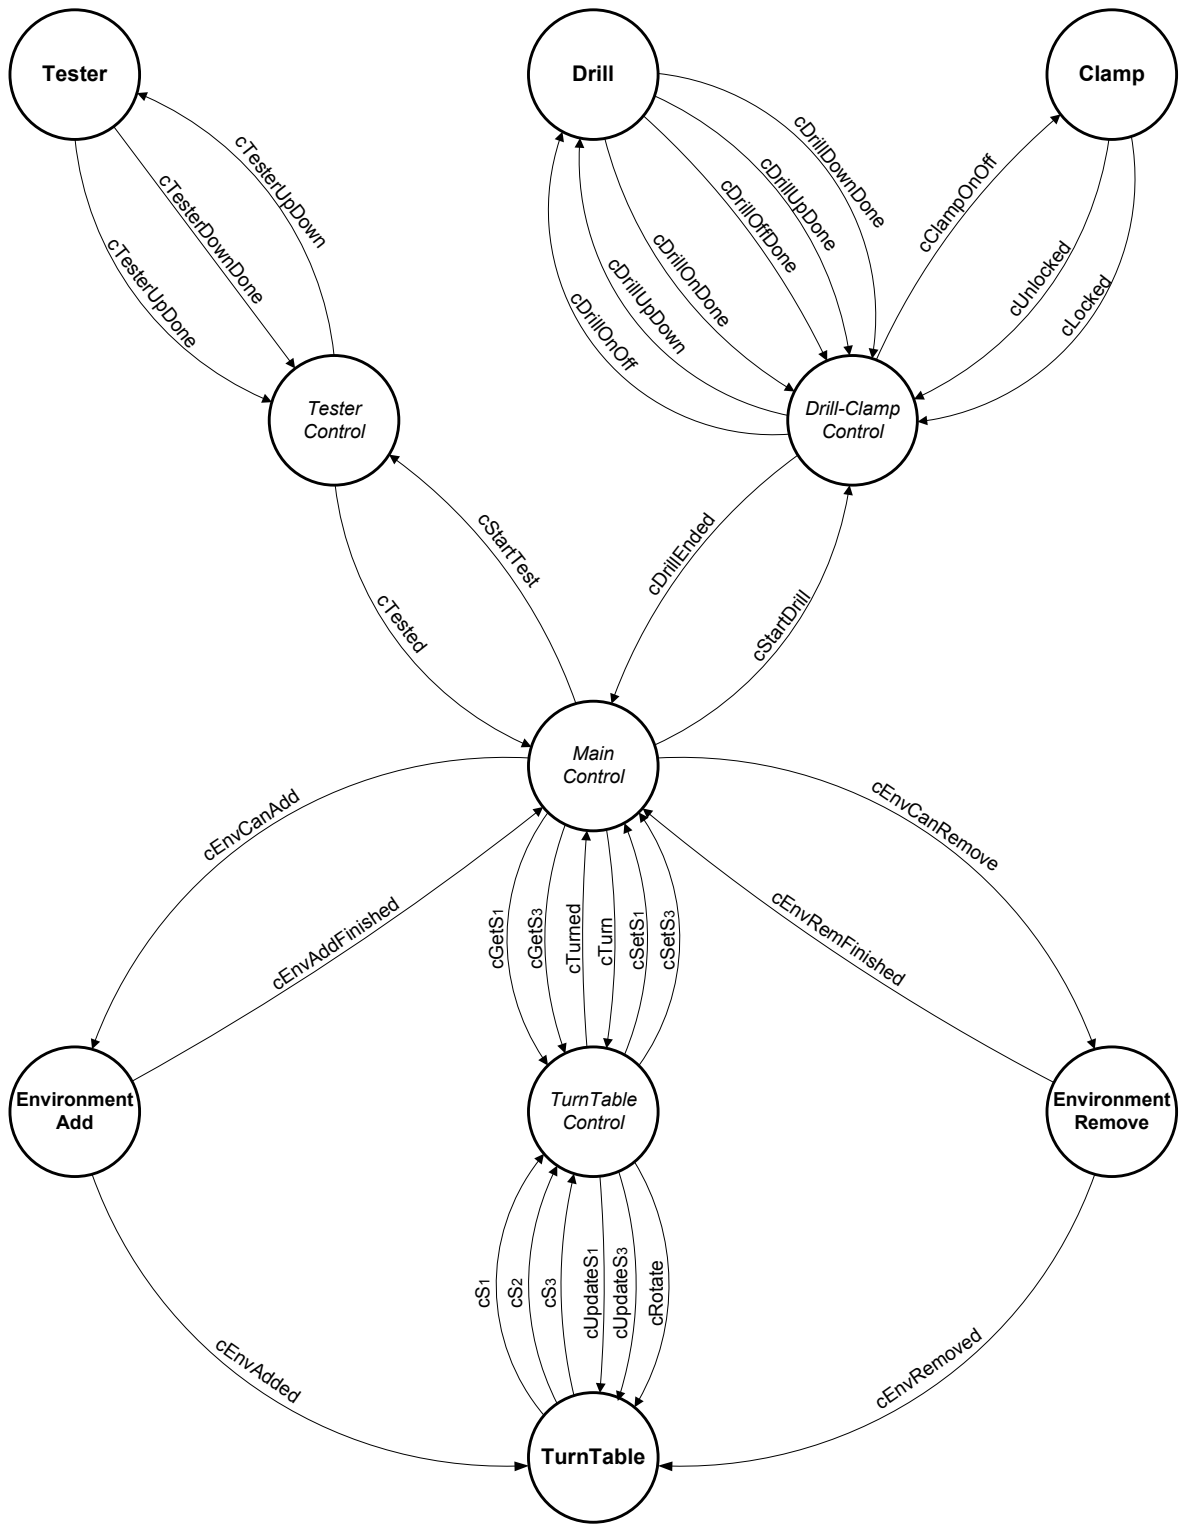 Tester
Drill
Clamp
cTesterUpDown
cTesterDownDone
cTesterUpDone
cDrillDownDone
cDrillUpDone
cDrillOffDone
cDrillOnDone
cDrillUpDown
cDrillOnOff
cClampOnOff
cUnlocked
cLocked
Tester
Control
Drill-Clamp
Control
cStartTest
cTested
cDrillEnded
cStartDrill
Main
Control
cEnvCanAdd
cEnvAddFinished
cGetS1
cGetS3
cTurned
cTurn
cSetS1
cSetS3
cEnvCanRemove
cEnvRemFinished
Environment
Add
TurnTable
Control
Environment
Remove
cS1
cS2
cS3
cUpdateS1
cUpdateS3
cRotate
cEnvAdded
cEnvRemoved
TurnTable